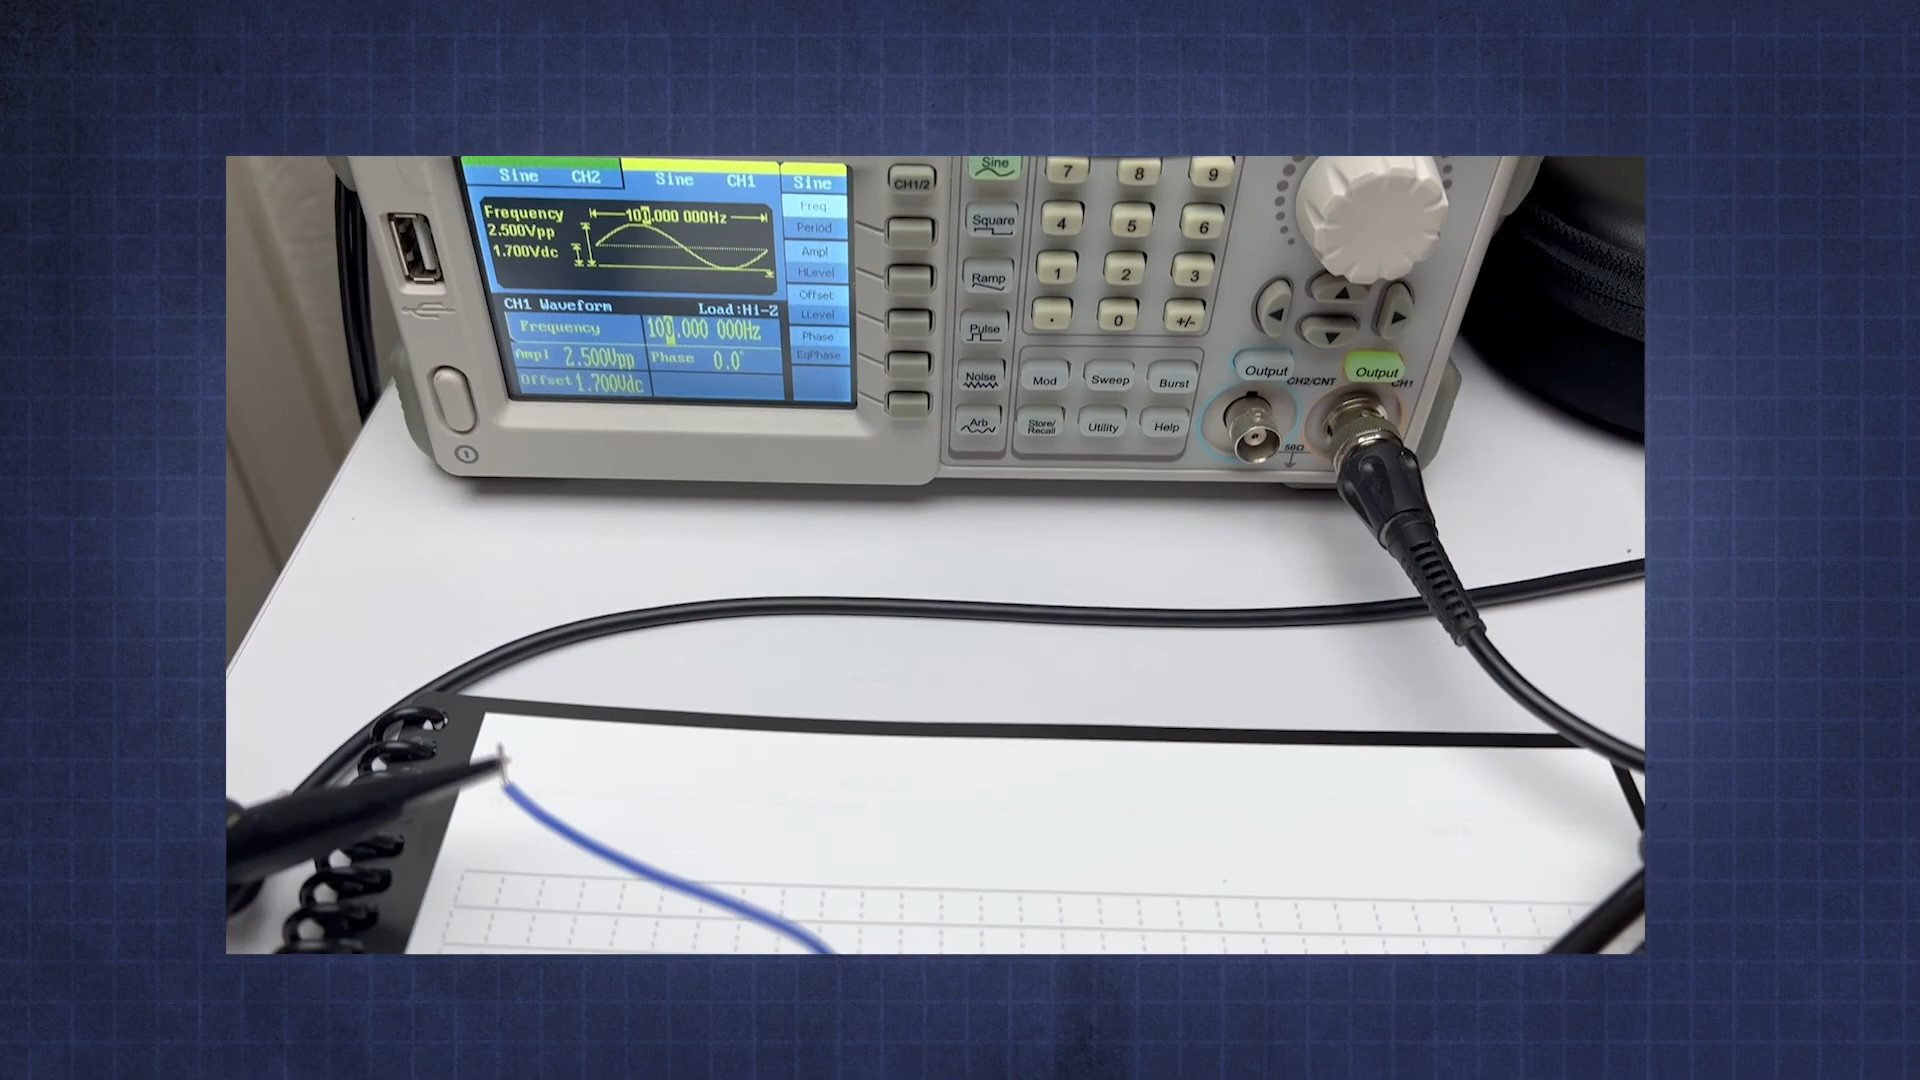 Sine CH2
Sine CH1
Sine
Frequency
2.500Vpp
1.700Vdc
100.000 000Hz
Freq
Period
Ampl
HLevel
Offset
LLevel
Phase
EqPhase
CH1 Waveform Load:Hi-Z
Frequency 100.000 000Hz
Ampl 2.500Vpp Phase 0.0°
Offset 1.700Vdc
CH1/2
Sine
Square
Ramp
Pulse
Noise
Arb
7 8 9
4 5 6
1 2 3
. 0 +/-
Mod Sweep Burst
Store/
Recall
Utility Help
Output Output
CH2/CNT CH1
50Ω